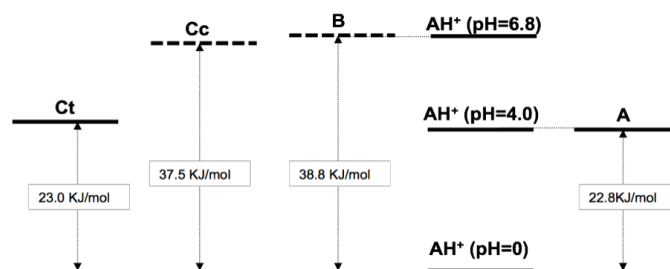 B
AH⁺ (pH=6.8)
Cc
Ct
AH⁺ (pH=4.0)
A
37.5 KJ/mol
38.8 KJ/mol
23.0 KJ/mol
22.8KJ/mol
AH⁺ (pH=0)